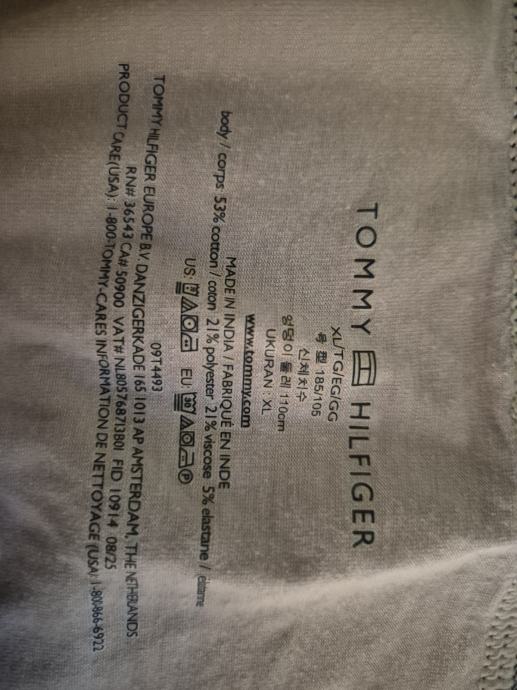 TOMMY HILFIGER
XL/TG/EG/GG
号型 185/105
신체치수
엉덩이둘레 110cm
UKURAN : XL
www.tommy.com
MADE IN INDIA / FABRIQUÉ EN INDE
body / corps 53% cotton / coton 21% polyester 21% viscose 5% elastane /
US: EU: 30 P
09T4493
TOMMY HILFIGER EUROPE B.V. DANZIGERKADE 165 1013 AP AMSTERDAM, THE NETHERLANDS
RN# 36543 CA# 50900 VAT# NL805768713B01 FID 10914 08/25
PRODUCT CARE(USA): 1-800-TOMMY-CARES INFORMATION DE NETTOYAGE (USA) 1-80-866-6922